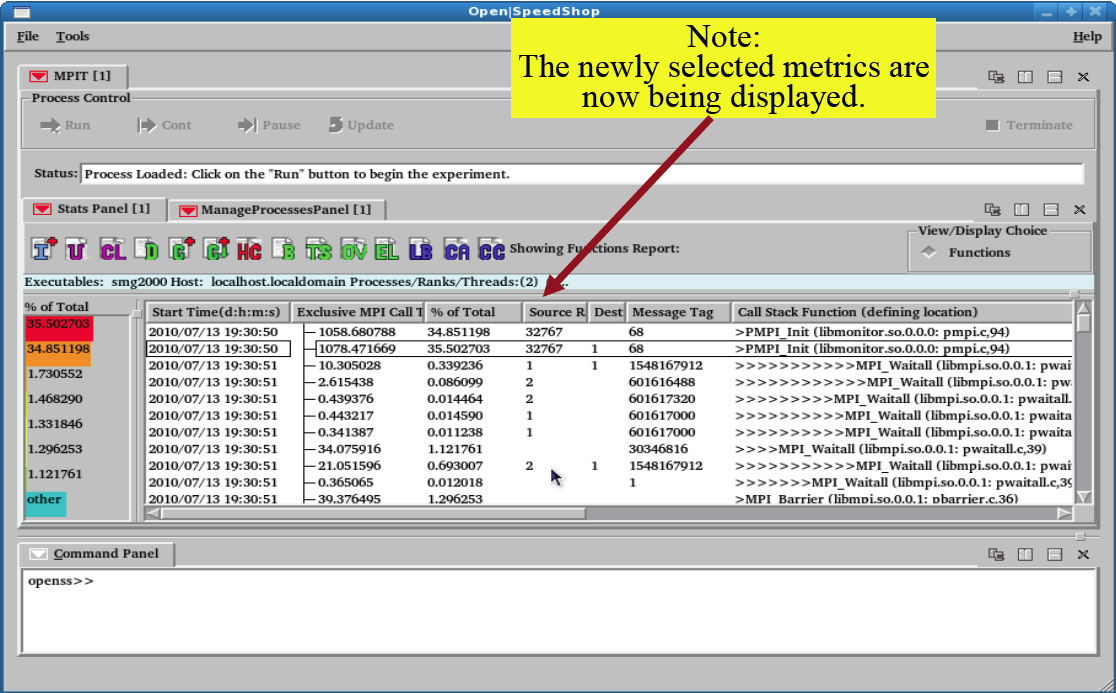 Open|SpeedShop
File Tools Help
Note:
The newly selected metrics are
now being displayed.
MPIT [1]
Process Control
Run Cont Pause Update Terminate
Status: Process Loaded: Click on the "Run" button to begin the experiment.
Stats Panel [1] ManageProcessesPanel [1]
View/Display Choice
I U CL D C C HC B TS OV EL LB CA CC Showing Functions Report:
Functions
Executables: smg2000 Host: localhost.localdomain Processes/Ranks/Threads:(2) ...
% of Total
35.502703
34.851198
1.730552
1.468290
1.331846
1.296253
1.121761
other
Start Time(d:h:m:s) Exclusive MPI Call T % of Total Source R Dest Message Tag Call Stack Function (defining location)
2010/07/13 19:30:50 1058.680788 34.851198 32767 68 >PMPI_Init (libmonitor.so.0.0.0: pmpi.c,94)
2010/07/13 19:30:50 1078.471669 35.502703 32767 1 68 >PMPI_Init (libmonitor.so.0.0.0: pmpi.c,94)
2010/07/13 19:30:51 10.305028 0.339236 1 1 1548167912 >>>>>>>>>>>MPI_Waitall (libmpi.so.0.0.1: pwai
2010/07/13 19:30:51 2.615438 0.086099 2 601616488 >>>>>>>>>>>>MPI_Waitall (libmpi.so.0.0.1: pw
2010/07/13 19:30:51 0.439376 0.014464 2 601617320 >>>>>>>>>MPI_Waitall (libmpi.so.0.0.1: pwaitall.
2010/07/13 19:30:51 0.443217 0.014590 1 601617000 >>>>>>>>>>MPI_Waitall (libmpi.so.0.0.1: pwaita
2010/07/13 19:30:51 0.341387 0.011238 1 601617000 >>>>>>>>>>MPI_Waitall (libmpi.so.0.0.1: pwaita
2010/07/13 19:30:51 34.075916 1.121761 30346816 >>>>MPI_Waitall (libmpi.so.0.0.1: pwaitall.c,39)
2010/07/13 19:30:51 21.051596 0.693007 2 1 1548167912 >>>>>>>>>>>MPI_Waitall (libmpi.so.0.0.1: pwai
2010/07/13 19:30:51 0.365065 0.012018 1 >>>>>>>MPI_Waitall (libmpi.so.0.0.1: pwaitall.c,39
2010/07/13 19:30:51 39.376495 1.296253 >MPI_Barrier (libmpi.so.0.0.1: pbarrier.c,36)
Command Panel
openss>>